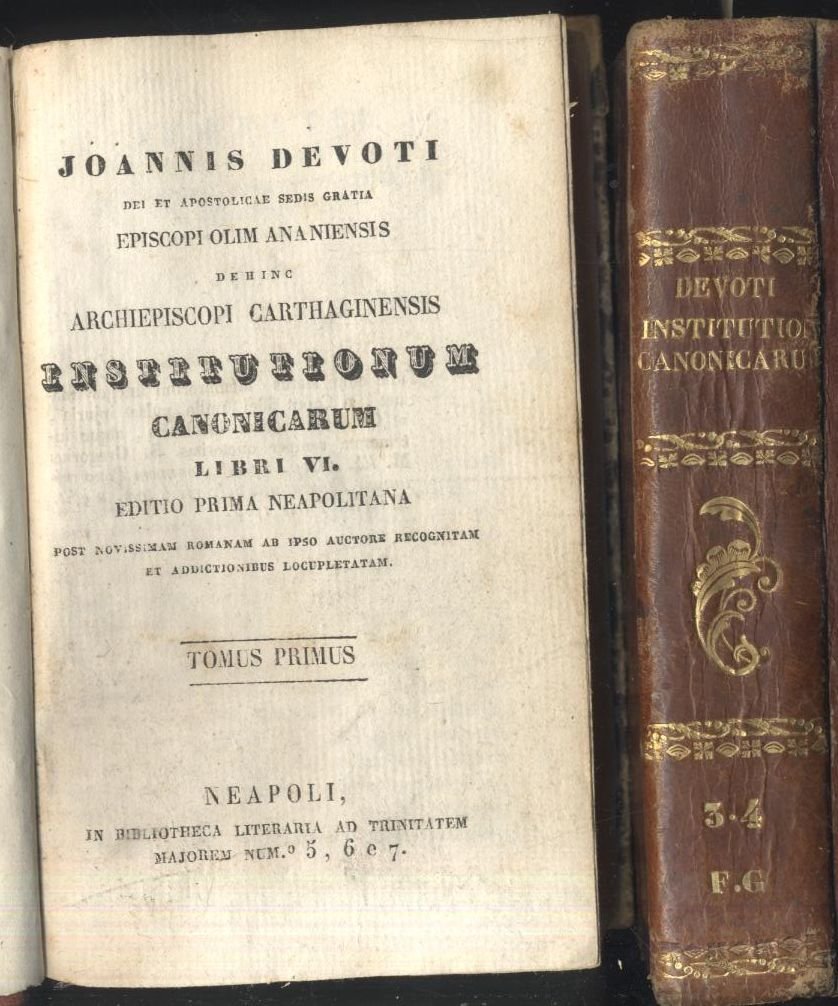 JOANNIS DEVOTI
DEI ET APOSTOLICAE SEDIS GRATIA
EPISCOPI OLIM ANANIENSIS
DEHINC
ARCHIEPISCOPI CARTHAGINENSIS
INSTITUTIONUM
CANONICARUM
LIBRI VI.
EDITIO PRIMA NEAPOLITANA
POST NOVISSIMAM ROMANAM AB IPSO AUCTORE RECOGNITAM
ET ADDICTIONIBUS LOCUPLETATAM.
TOMUS PRIMUS
NEAPOLI,
IN BIBLIOTHECA LITERARIA AD TRINITATEM
MAJOREM NUM.º 5, 6 e 7.
DEVOTI
INSTITUTION
CANONICARU
3.4
F.G